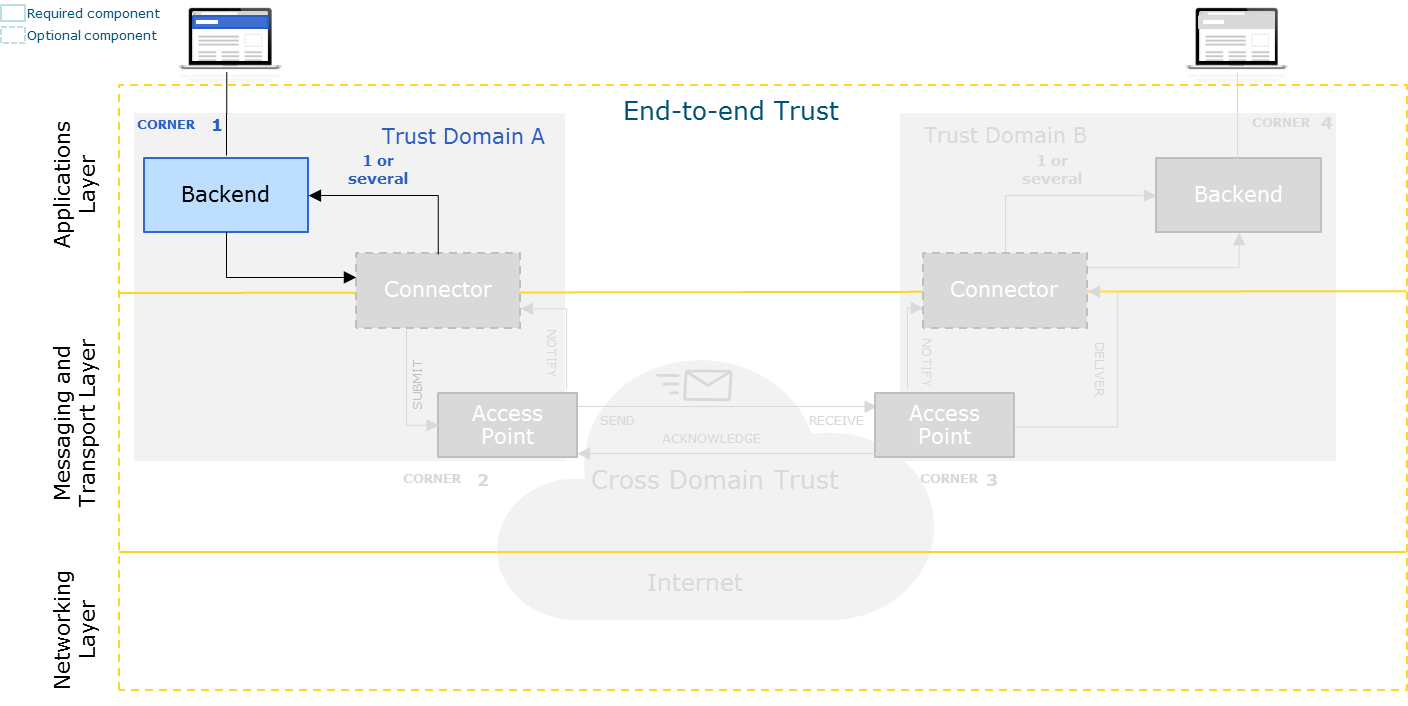 Required component
Optional component
End-to-end Trust
CORNER 1
Trust Domain A
1 or
several
Backend
Connector
Trust Domain B
CORNER 4
1 or
several
Backend
Connector
Applications
Layer
NOTIFY
SUBMIT
NOTIFY
DELIVER
Messaging and
Transport Layer
Access
Point
SEND
RECEIVE
ACKNOWLEDGE
Access
Point
CORNER 2
Cross Domain Trust
CORNER 3
Internet
Networking
Layer